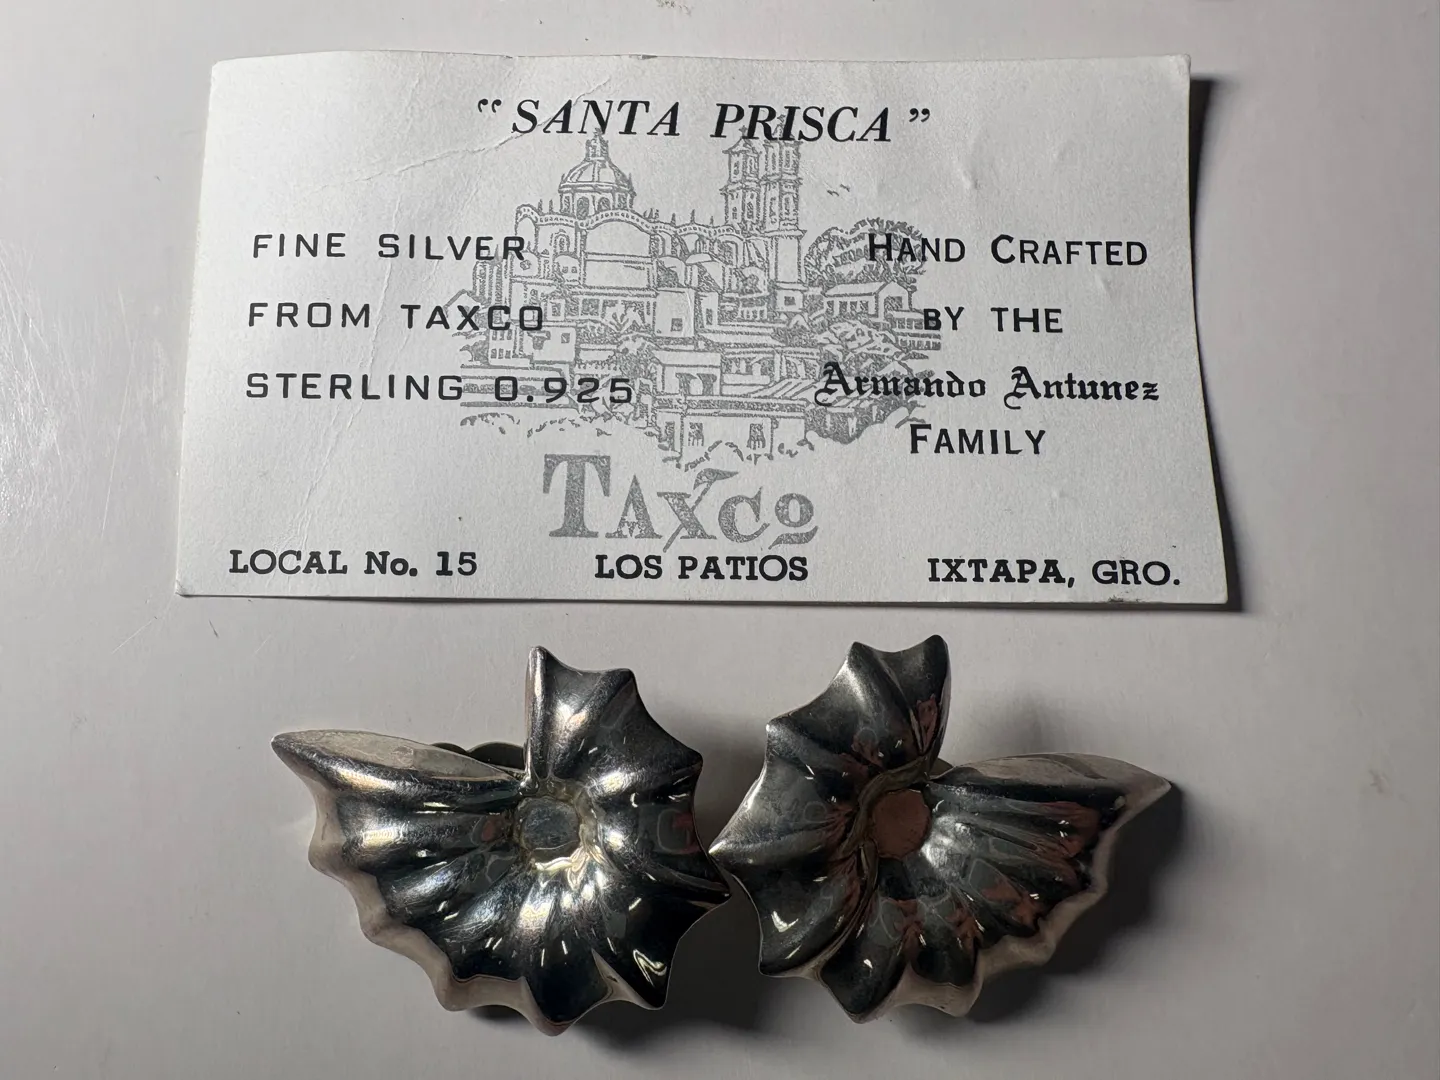 "SANTA PRISCA"
FINE SILVER
FROM TAXCO
STERLING 0.925
HAND CRAFTED
BY THE
Armando Antunez
FAMILY
TAXCO
LOCAL No. 15
LOS PATIOS
IXTAPA, GRO.